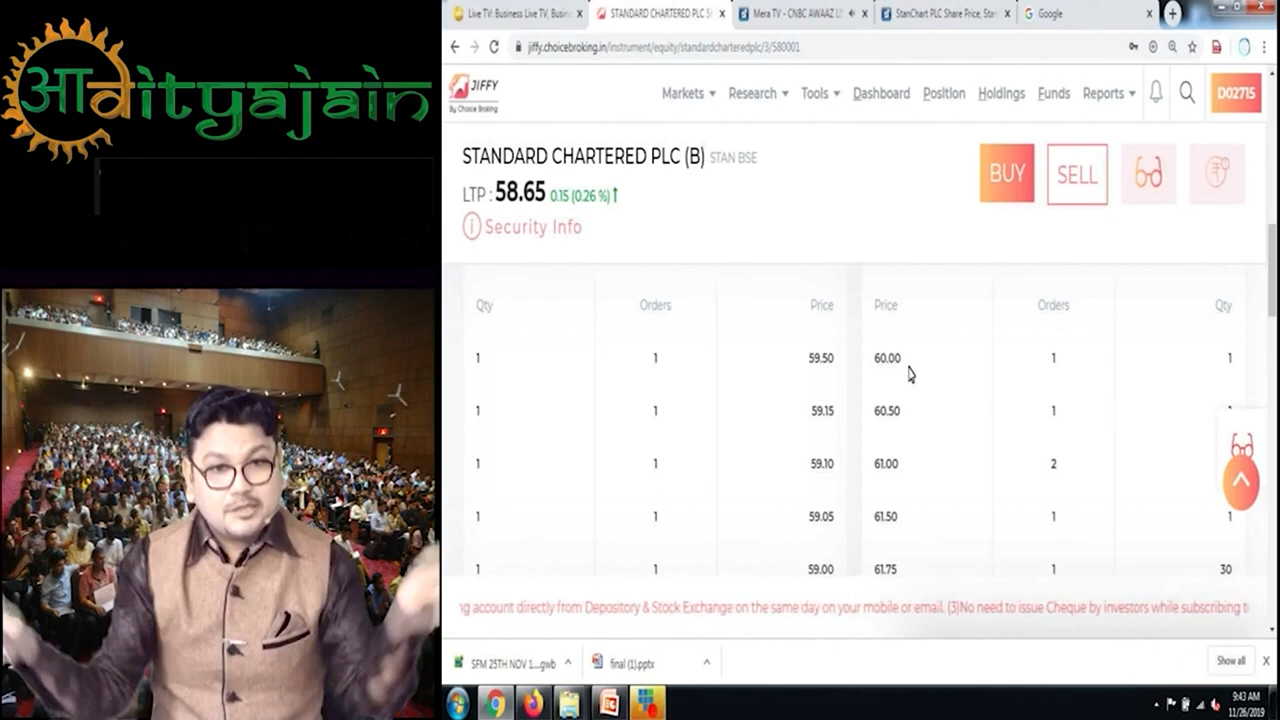 आdityajain
Live TV: Business Live TV, Busin
STANDARD CHARTERED PLC S
Mera TV - CNBC AWAAZ L
StanChart PLC Share Price, Stan
Google
jiffy.choicebroking.in/instrument/equity/standardcharteredplc/3/580001
JIFFY
By Choice Broking
Markets Research Tools Dashboard Position Holdings Funds Reports D02715
STANDARD CHARTERED PLC (B) STAN BSE
BUY SELL
LTP : 58.65 0.15 (0.26 %)
Security Info
Qty Orders Price Price Orders Qty
1 1 59.50 60.00 1 1
1 1 59.15 60.50 1
1 1 59.10 61.00 2
1 1 59.05 61.50 1 1
1 1 59.00 61.75 1 30
ng account directly from Depository & Stock Exchange on the same day on your mobile or email. (3)No need to issue Cheque by investors while subscribing t
SFM 25TH NOV 1....gwb
final (1).pptx
Show all
9:43 AM
11/26/2019